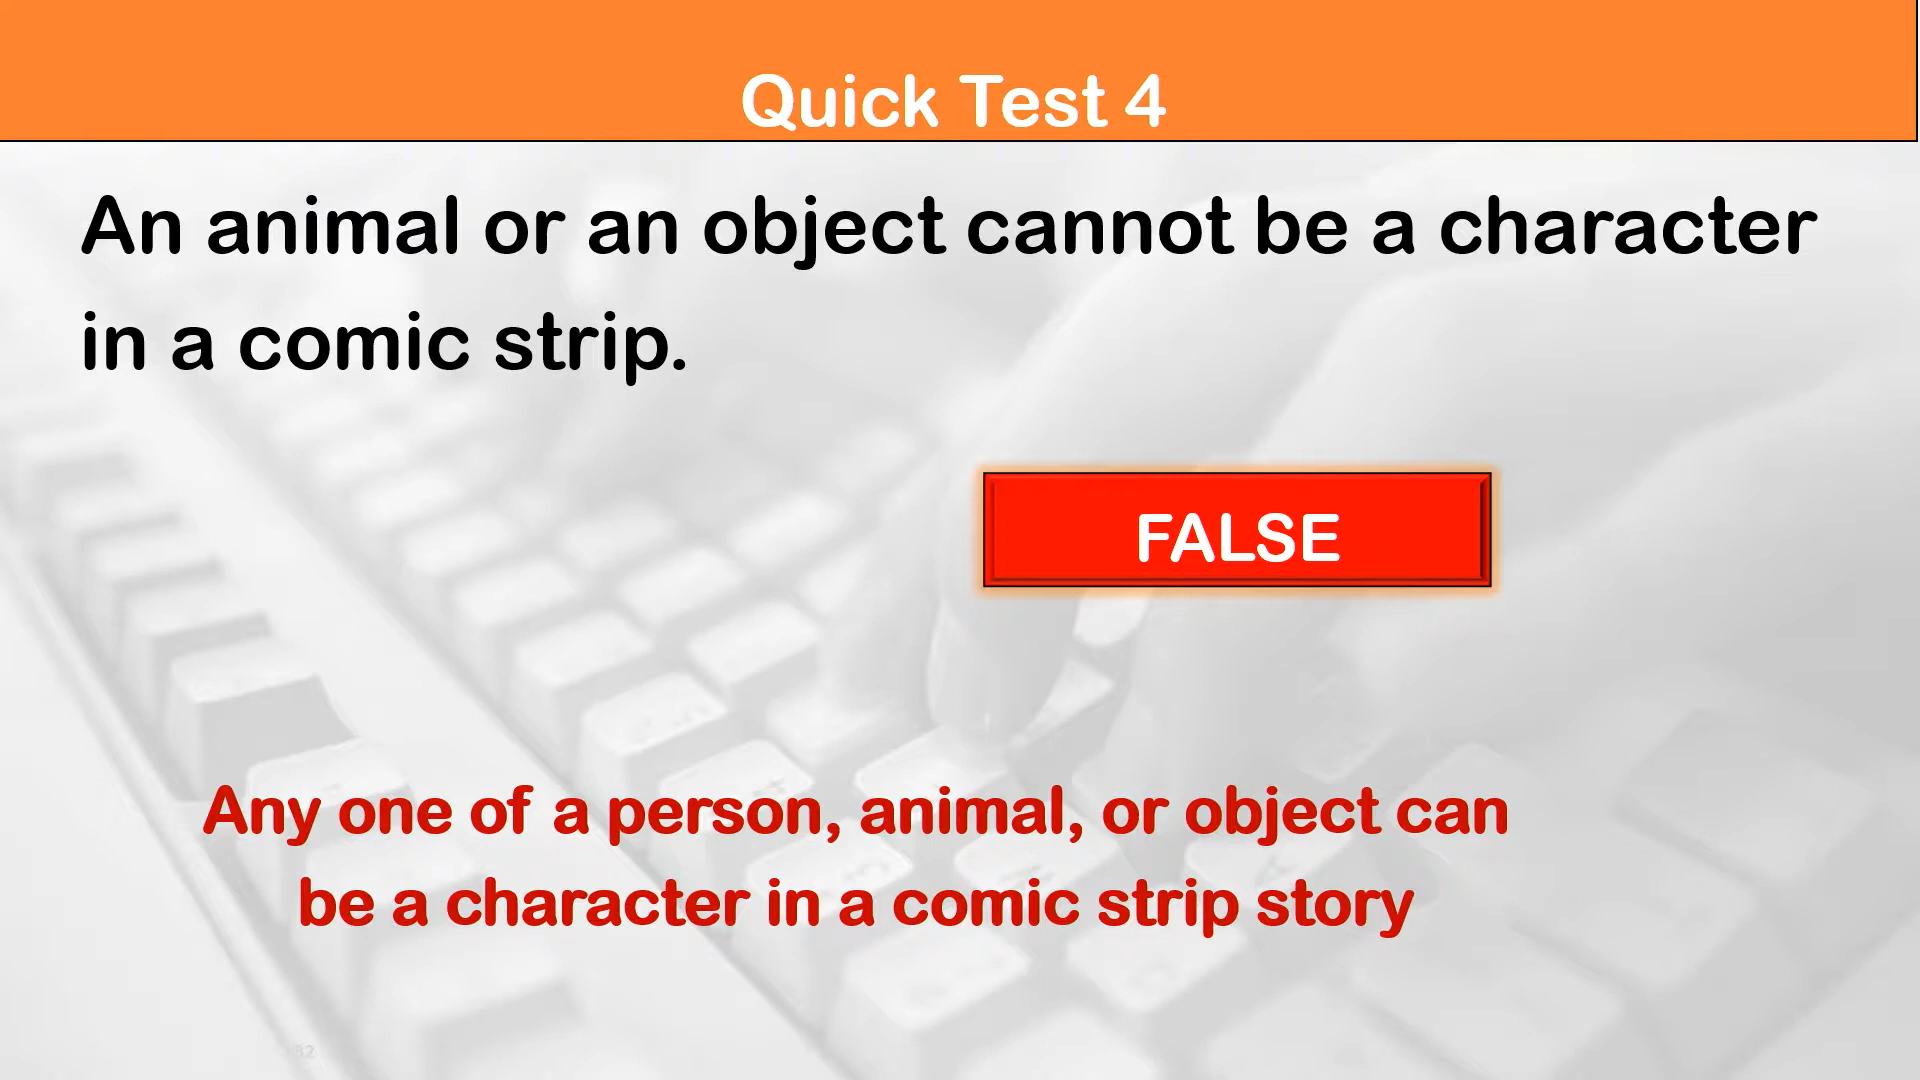 Quick Test 4
An animal or an object cannot be a character
in a comic strip.
FALSE
Any one of a person, animal, or object can
be a character in a comic strip story